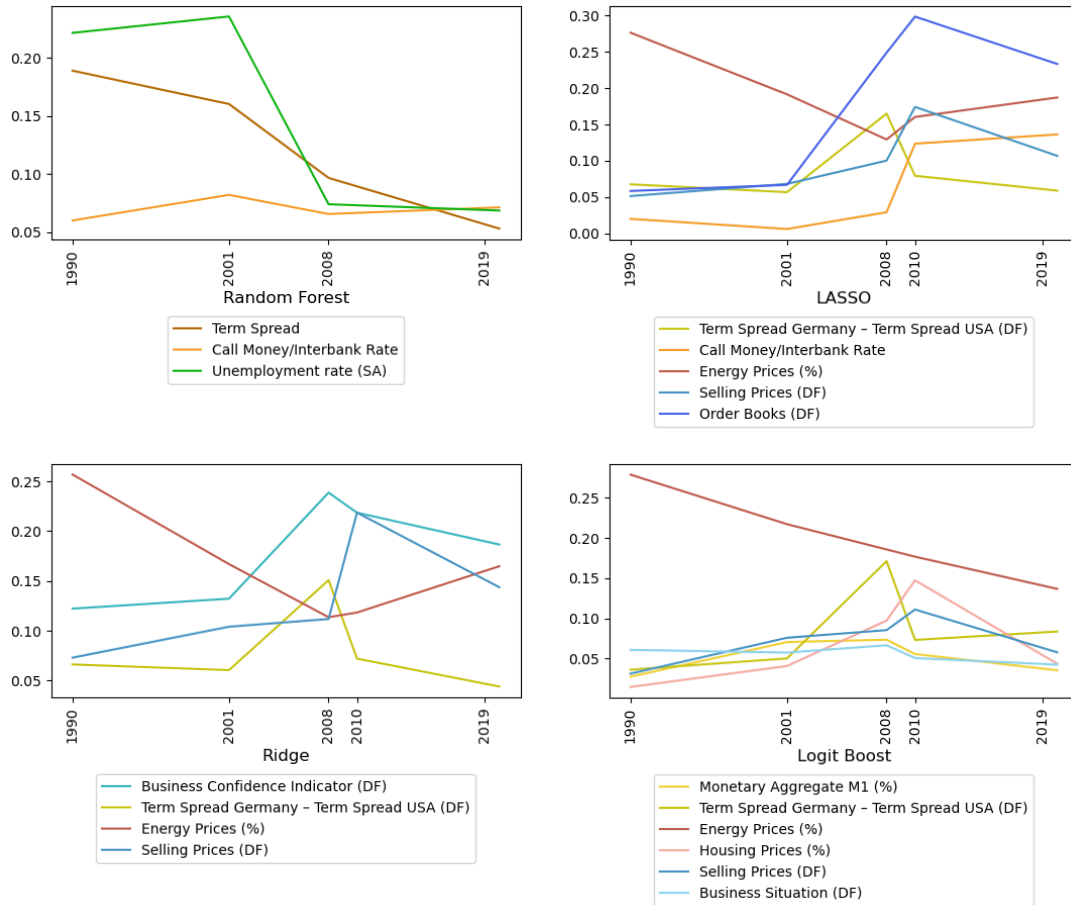 0.20
0.15
0.10
0.05
1990
2001
2008
2019
Random Forest
Term Spread
Call Money/Interbank Rate
Unemployment rate (SA)
0.30
0.25
0.20
0.15
0.10
0.05
0.00
1990
2001
2008
2010
2019
LASSO
Term Spread Germany – Term Spread USA (DF)
Call Money/Interbank Rate
Energy Prices (%)
Selling Prices (DF)
Order Books (DF)
0.25
0.20
0.15
0.10
0.05
1990
2001
2008
2010
2019
Ridge
Business Confidence Indicator (DF)
Term Spread Germany – Term Spread USA (DF)
Energy Prices (%)
Selling Prices (DF)
0.25
0.20
0.15
0.10
0.05
1990
2001
2008
2010
2019
Logit Boost
Monetary Aggregate M1 (%)
Term Spread Germany – Term Spread USA (DF)
Energy Prices (%)
Housing Prices (%)
Selling Prices (DF)
Business Situation (DF)